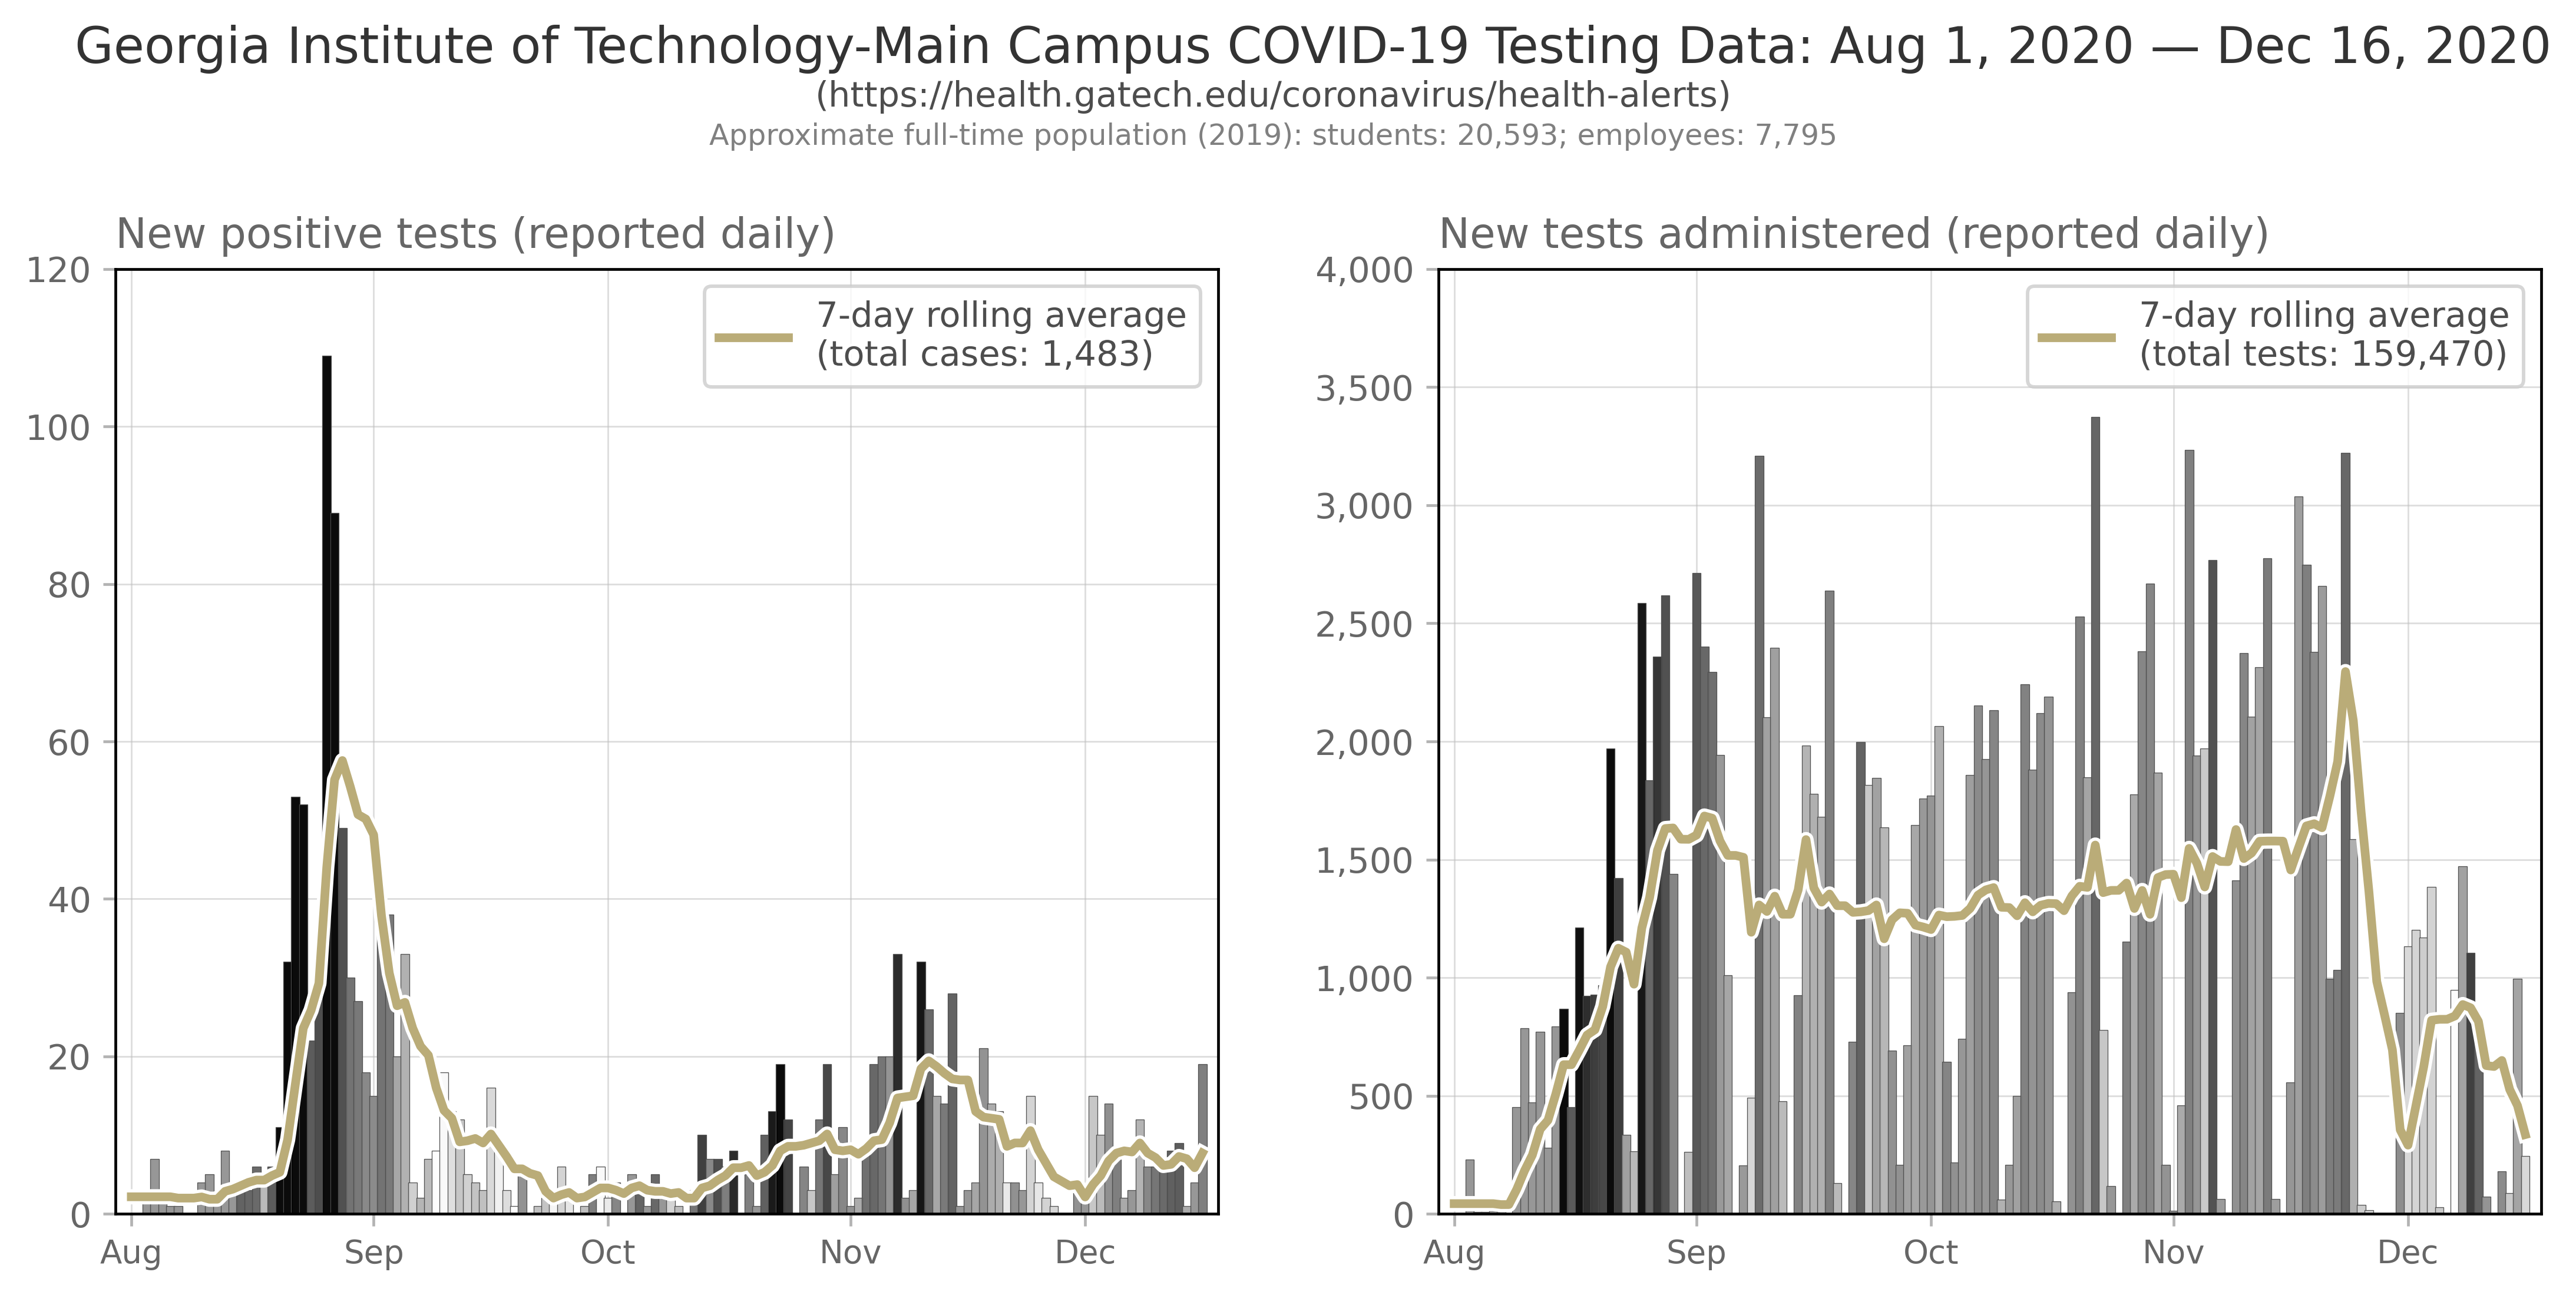 Georgia Institute of Technology-Main Campus COVID-19 Testing Data: Aug 1, 2020 — Dec 16, 2020
(https://health.gatech.edu/coronavirus/health-alerts)
Approximate full-time population (2019): students: 20,593; employees: 7,795
New positive tests (reported daily)
120
100
80
60
40
20
0
7-day rolling average
(total cases: 1,483)
Aug
Sep
Oct
Nov
Dec
New tests administered (reported daily)
4,000
3,500
3,000
2,500
2,000
1,500
1,000
500
0
7-day rolling average
(total tests: 159,470)
Aug
Sep
Oct
Nov
Dec